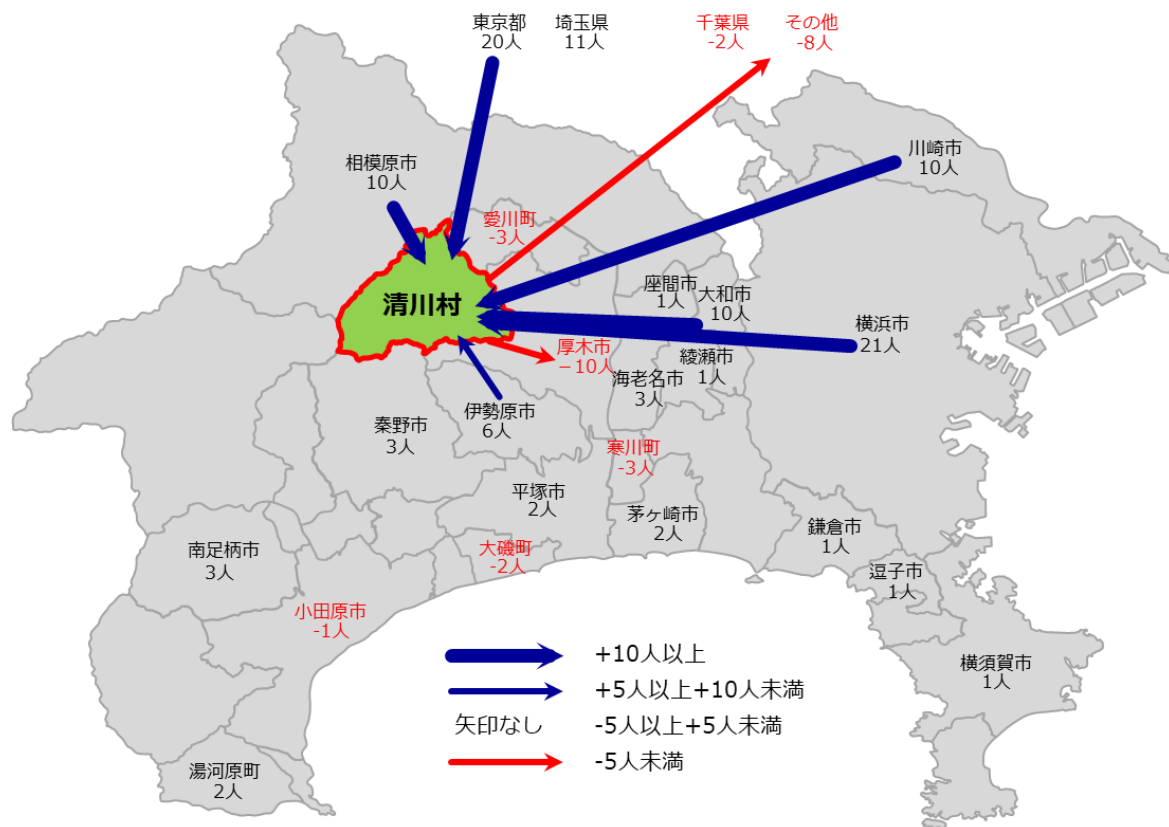 東京都
20人
埼玉県
11人
千葉県
-2人
その他
-8人
川崎市
10人
相模原市
10人
愛川町
-3人
清川村
座間市
1人
大和市
10人
横浜市
21人
厚木市
－10人
綾瀬市
1人
海老名市
3人
伊勢原市
6人
秦野市
3人
寒川町
-3人
平塚市
2人
茅ヶ崎市
2人
鎌倉市
1人
南足柄市
3人
大磯町
-2人
逗子市
1人
小田原市
-1人
横須賀市
1人
湯河原町
2人
+10人以上
+5人以上+10人未満
矢印なし -5人以上+5人未満
-5人未満